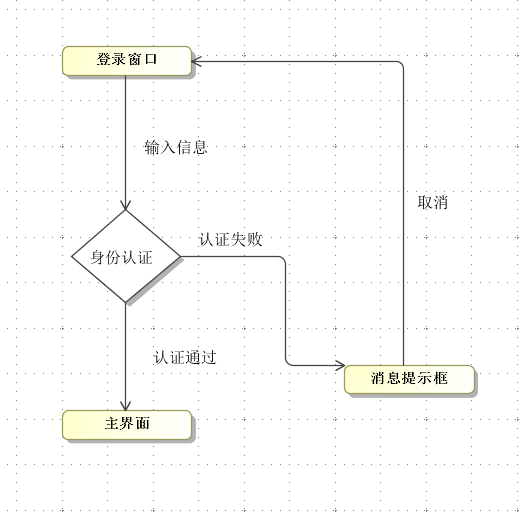 登录窗口
输入信息
取消
认证失败
身份认证
认证通过
消息提示框
主界面